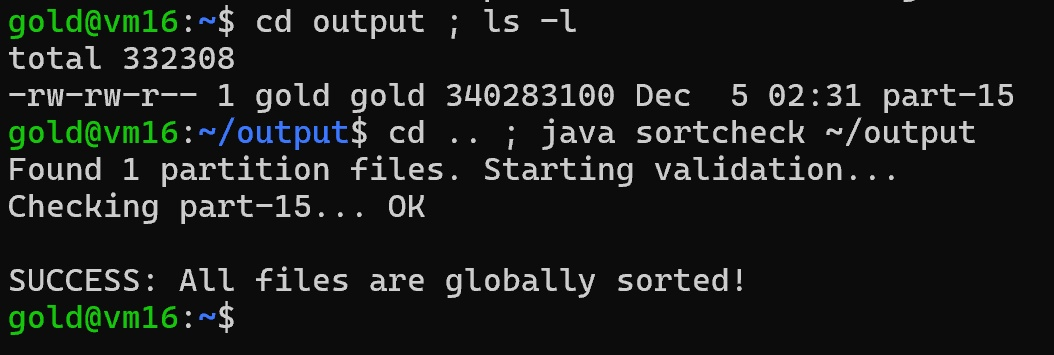 gold@vm16:~$ cd output ; ls -l
total 332308
-rw-rw-r-- 1 gold gold 340283100 Dec  5 02:31 part-15
gold@vm16:~/output$ cd .. ; java sortcheck ~/output
Found 1 partition files. Starting validation...
Checking part-15... OK

SUCCESS: All files are globally sorted!
gold@vm16:~$